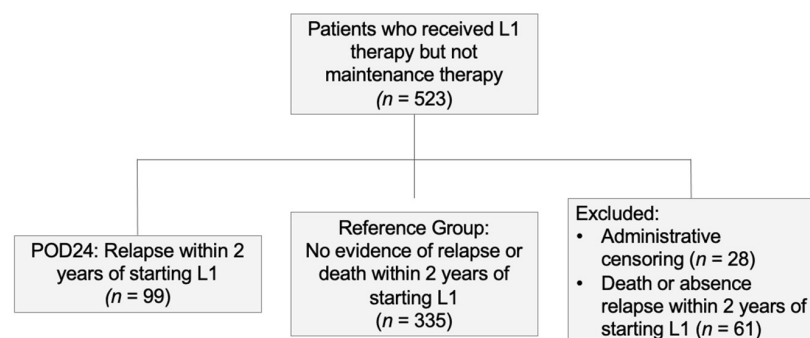 Patients who received L1
therapy but not
maintenance therapy
(n = 523)
POD24: Relapse within 2
years of starting L1
(n = 99)
Reference Group:
No evidence of relapse or
death within 2 years of
starting L1
(n = 335)
Excluded:
• Administrative
censoring (n = 28)
• Death or absence
relapse within 2 years of
starting L1 (n = 61)